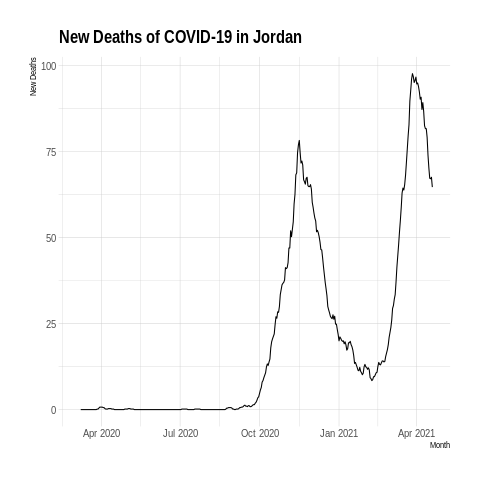 New Deaths of COVID-19 in Jordan
New Deaths
100
75
50
25
0
Apr 2020 Jul 2020 Oct 2020 Jan 2021 Apr 2021
Month